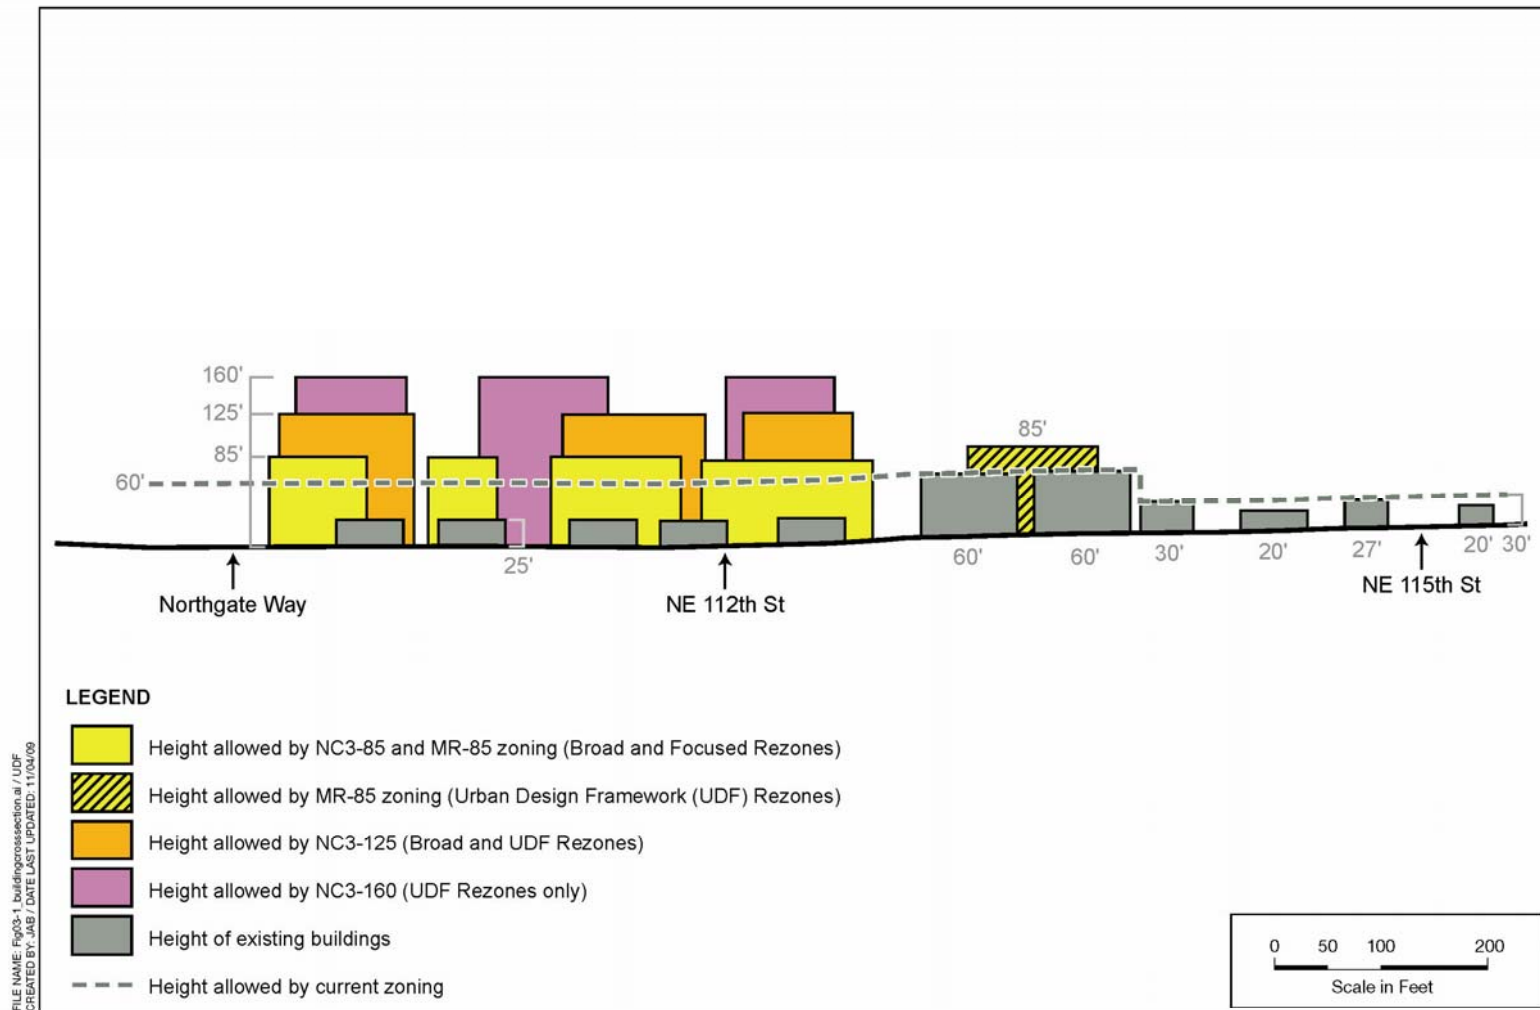 160'
125'
85'
60'
85'
25'
60'
60'
30'
20'
27'
20'
30'
Northgate Way
NE 112th St
NE 115th St
LEGEND
Height allowed by NC3-85 and MR-85 zoning (Broad and Focused Rezones)
Height allowed by MR-85 zoning (Urban Design Framework (UDF) Rezones)
Height allowed by NC3-125 (Broad and UDF Rezones)
Height allowed by NC3-160 (UDF Rezones only)
Height of existing buildings
Height allowed by current zoning
0 50 100 200
Scale in Feet
FILE NAME: Fig03-1_buildingcrosssection.ai / UDF
CREATED BY: JAB / DATE LAST UPDATED: 11/04/09